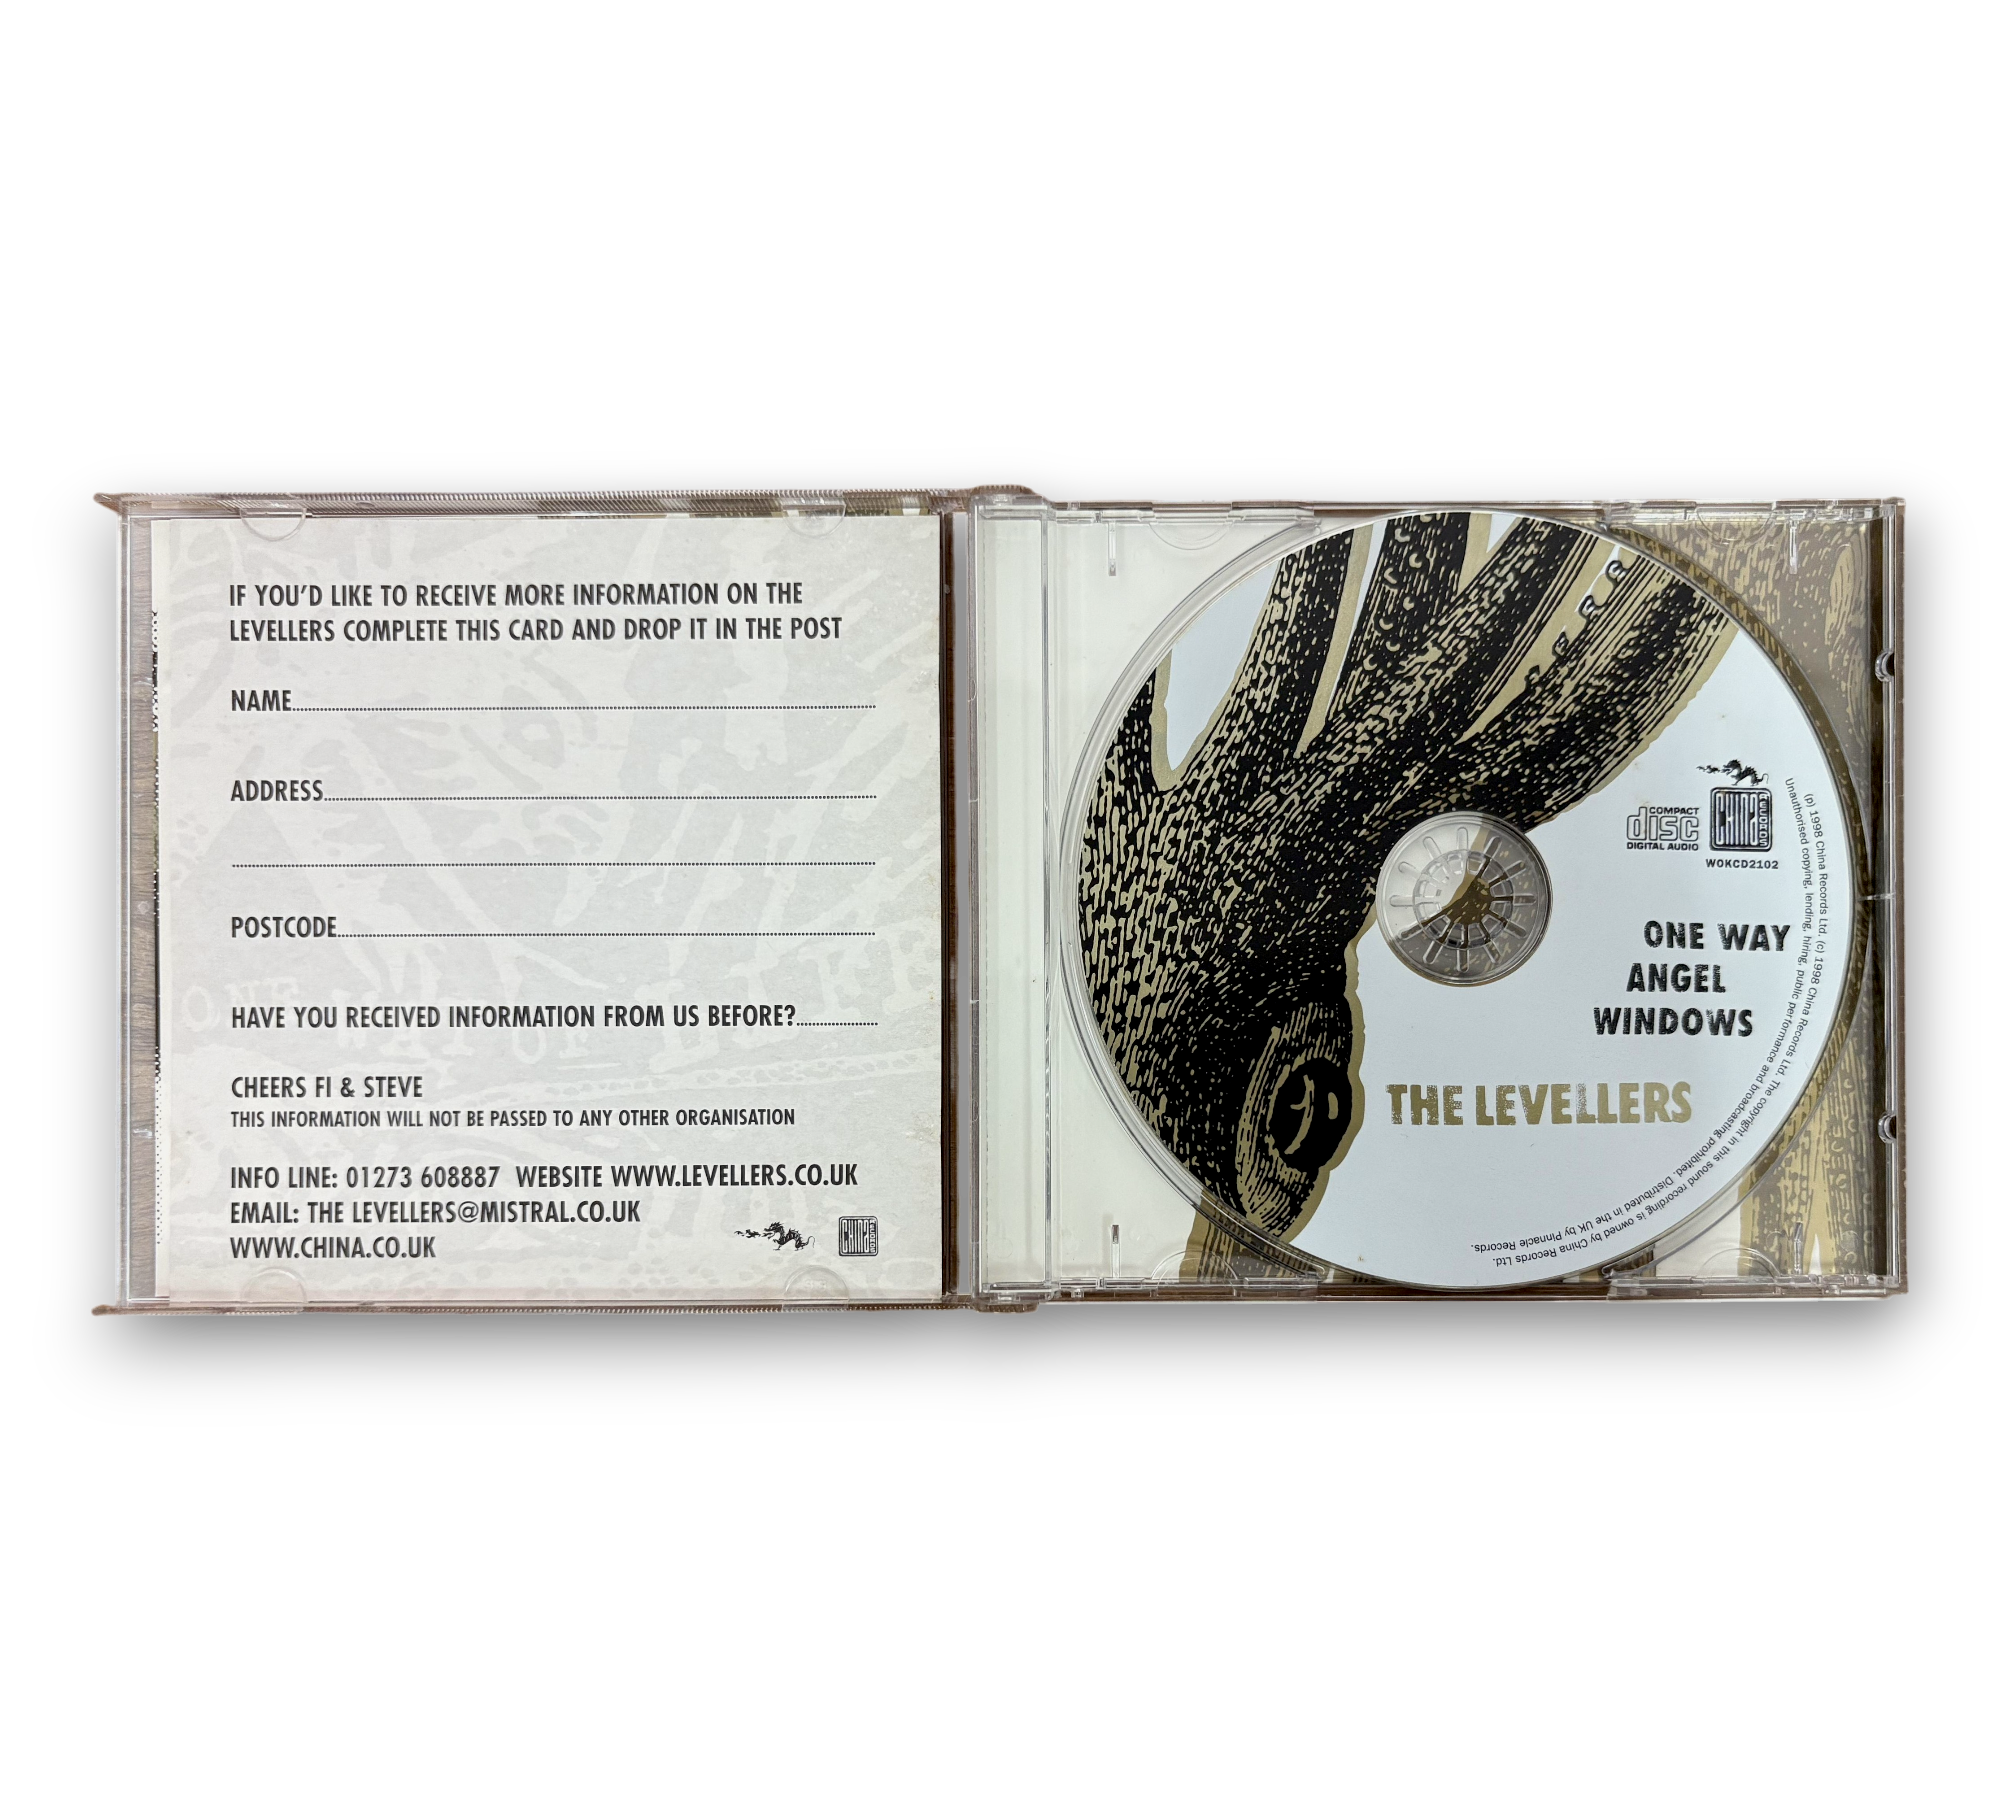 IF YOU'D LIKE TO RECEIVE MORE INFORMATION ON THE
LEVELLERS COMPLETE THIS CARD AND DROP IT IN THE POST
NAME
ADDRESS
POSTCODE
HAVE YOU RECEIVED INFORMATION FROM US BEFORE?
CHEERS FI & STEVE
THIS INFORMATION WILL NOT BE PASSED TO ANY OTHER ORGANISATION
INFO LINE: 01273 608887 WEBSITE WWW.LEVELLERS.CO.UK
EMAIL: THE LEVELLERS@MISTRAL.CO.UK
WWW.CHINA.CO.UK
CHINA RECORDS
COMPACT
disc
DIGITAL AUDIO
CHINA RECORDS
WOKCD2102
ONE WAY
ANGEL
WINDOWS
THE LEVELLERS
(p) 1998 China Records Ltd. (c) 1998 China Records Ltd. The copyright in this sound recording is owned by China Records Ltd.
Unauthorised copying, lending, hiring, public performance and broadcasting prohibited. Distributed in the UK by Pinnacle Records.